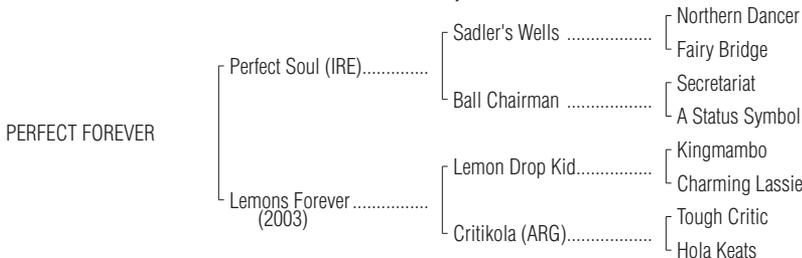 Northern Dancer
Sadler's Wells ..................
Fairy Bridge
Perfect Soul (IRE)..............
Secretariat
Ball Chairman ..................
A Status Symbol
PERFECT FOREVER
Kingmambo
Lemon Drop Kid................
Charming Lassie
Lemons Forever ................
(2003)
Tough Critic
Critikola (ARG)..................
Hola Keats